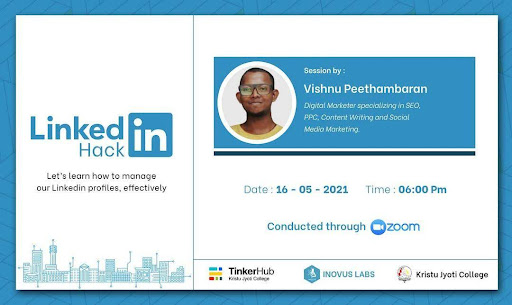 Linked in
Hack
Let's learn how to manage
our Linkedin profiles, effectively
Session by :
Vishnu Peethambaran
Digital Marketer specializing in SEO,
PPC, Content Writing and Social
Media Marketing.
Date : 16 - 05 - 2021 Time : 06:00 Pm
Conducted through zoom
TinkerHub
Kristu Jyoti College
INOVUS LABS
Kristu Jyoti College